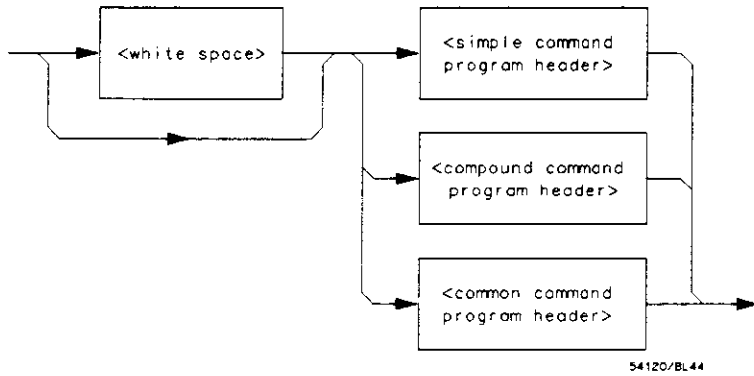 <white space>
<simple command
program header>
<compound command
program header>
<common command
program header>
54120/BL44